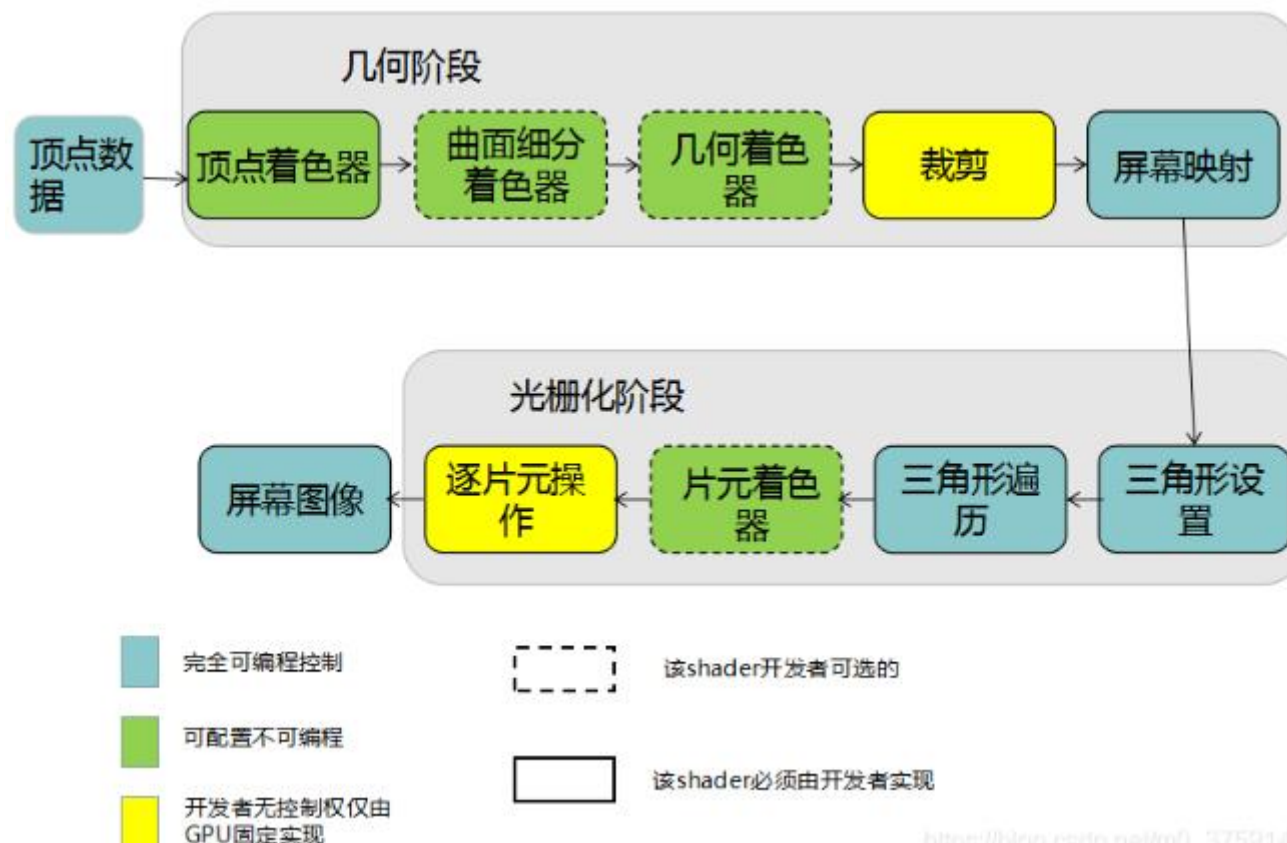 几何阶段
顶点数
据
顶点着色器
曲面细分
着色器
几何着色
器
裁剪
屏幕映射
光栅化阶段
屏幕图像
逐片元操
作
片元着色
器
三角形遍
历
三角形设
置
完全可编程控制
该shader开发者可选的
可配置不可编程
该shader必须由开发者实现
开发者无控制权仅由
GPU固定实现